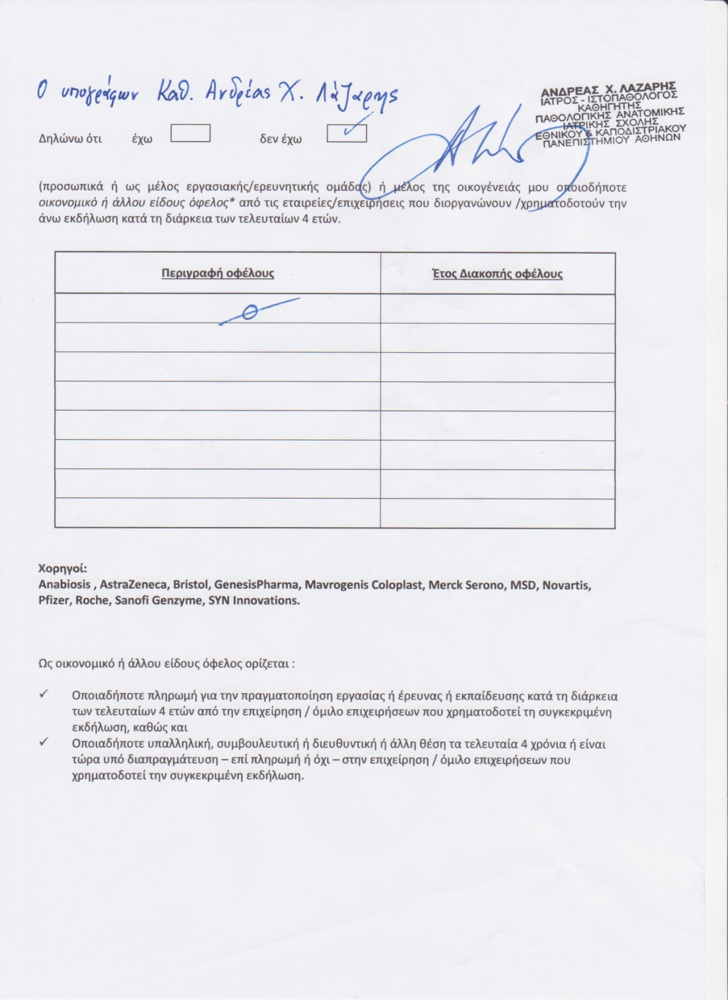 Ο υπογράφων Καθ. Ανδρέας Χ. Λάζαρης
ΑΝΔΡΕΑΣ Χ. ΛΑΖΑΡΗΣ
ΙΑΤΡΟΣ - ΙΣΤΟΠΑΘΟΛΟΓΟΣ
ΚΑΘΗΓΗΤΗΣ
ΠΑΘΟΛΟΓΙΚΗΣ ΑΝΑΤΟΜΙΚΗΣ
ΙΑΤΡΙΚΗΣ ΣΧΟΛΗΣ
ΕΘΝΙΚΟΥ & ΚΑΠΟΔΙΣΤΡΙΑΚΟΥ
ΠΑΝΕΠΙΣΤΗΜΙΟΥ ΑΘΗΝΩΝ
Δηλώνω ότι έχω δεν έχω ✓
(προσωπικά ή ως μέλος εργασιακής/ερευνητικής ομάδας) ή μέλος της οικογένειάς μου οποιοδήποτε
οικονομικό ή άλλου είδους όφελος* από τις εταιρείες/επιχειρήσεις που διοργανώνουν /χρηματοδοτούν την
άνω εκδήλωση κατά τη διάρκεια των τελευταίων 4 ετών.
Περιγραφή οφέλους Έτος Διακοπής οφέλους
Χορηγοί:
Anabiosis , AstraZeneca, Bristol, GenesisPharma, Mavrogenis Coloplast, Merck Serono, MSD, Novartis,
Pfizer, Roche, Sanofi Genzyme, SYN Innovations.
Ως οικονομικό ή άλλου είδους όφελος ορίζεται :
✓ Οποιαδήποτε πληρωμή για την πραγματοποίηση εργασίας ή έρευνας ή εκπαίδευσης κατά τη διάρκεια
των τελευταίων 4 ετών από την επιχείρηση / όμιλο επιχειρήσεων που χρηματοδοτεί τη συγκεκριμένη
εκδήλωση, καθώς και
✓ Οποιαδήποτε υπαλληλική, συμβουλευτική ή διευθυντική ή άλλη θέση τα τελευταία 4 χρόνια ή είναι
τώρα υπό διαπραγμάτευση – επί πληρωμή ή όχι – στην επιχείρηση / όμιλο επιχειρήσεων που
χρηματοδοτεί την συγκεκριμένη εκδήλωση.